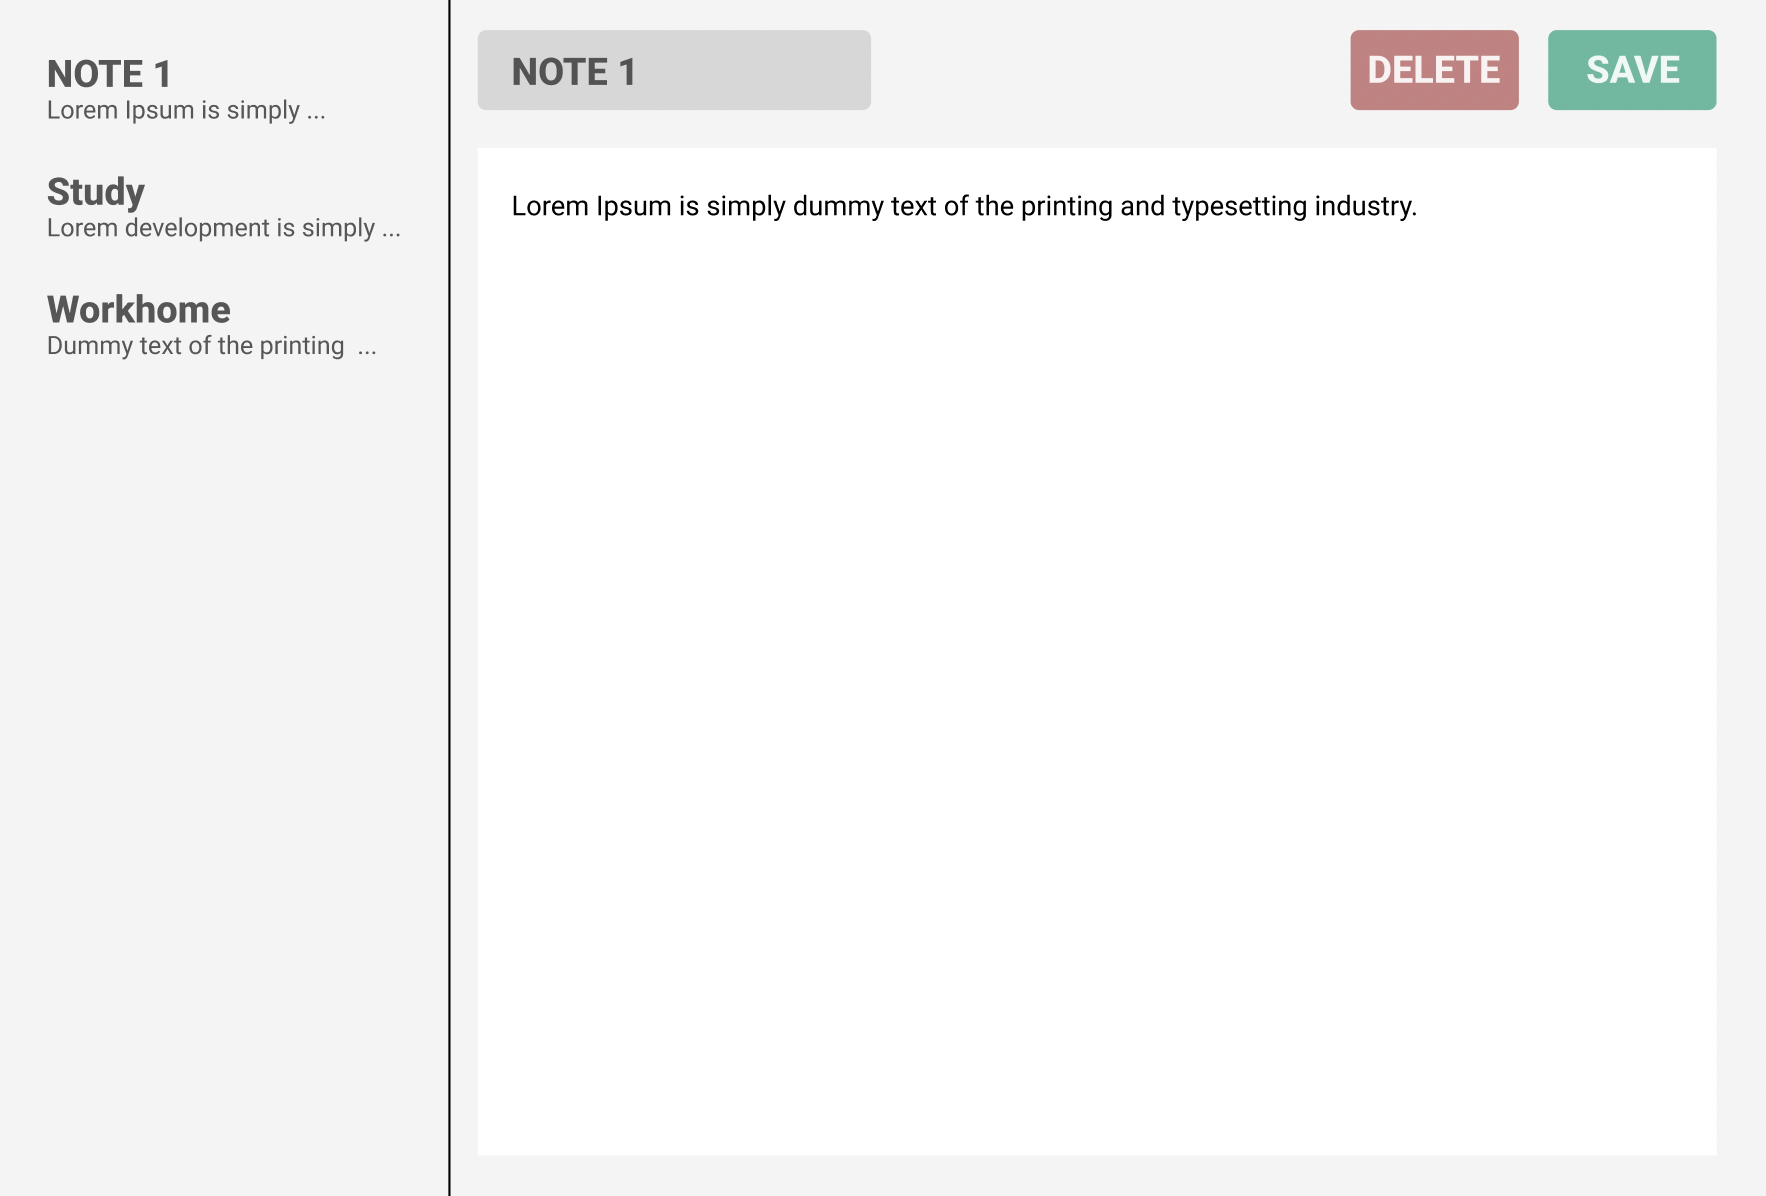 NOTE 1
Lorem Ipsum is simply ...
Study
Lorem development is simply ...
Workhome
Dummy text of the printing  ...
NOTE 1
DELETE
SAVE
Lorem Ipsum is simply dummy text of the printing and typesetting industry.